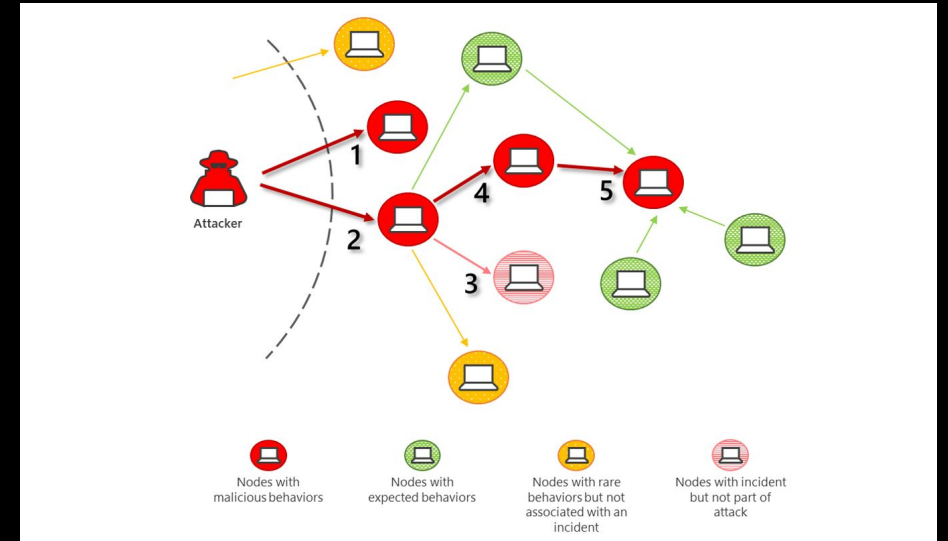 1
4
5
Attacker
2
3
Nodes with
malicious behaviors
Nodes with
expected behaviors
Nodes with rare
behaviors but not
associated with an
incident
Nodes with incident
but not part of
attack